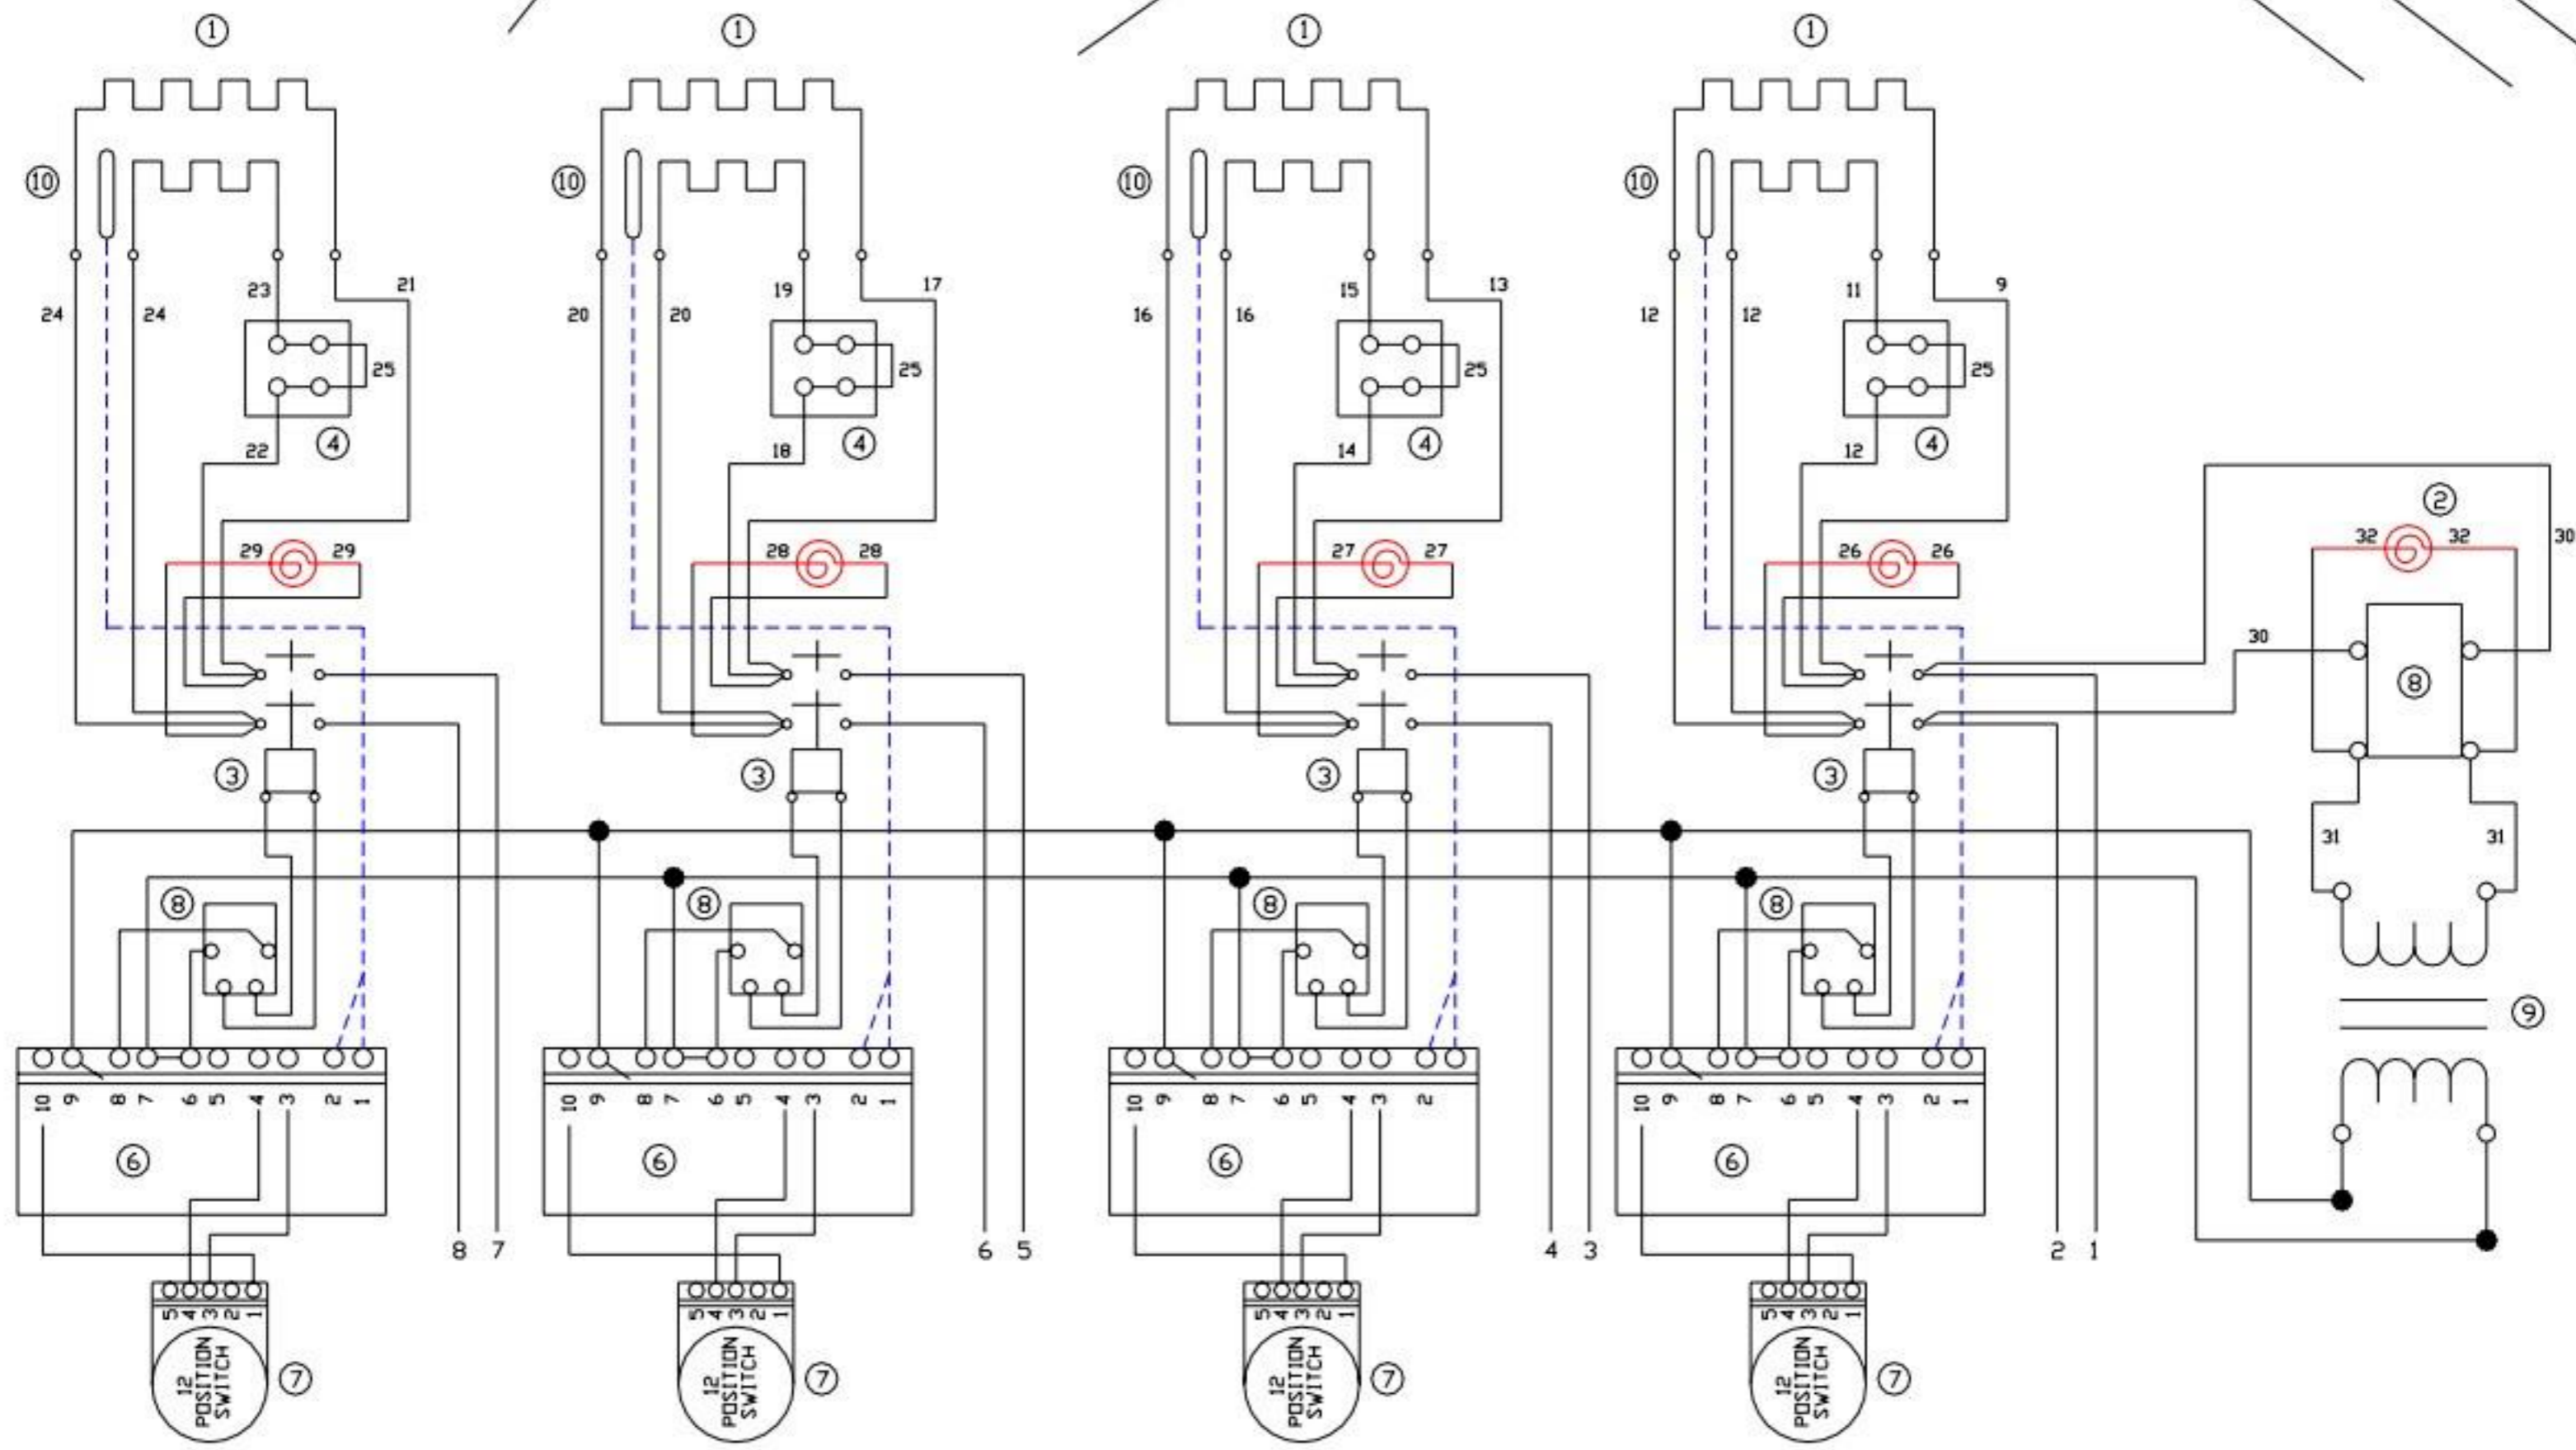 1 1 1 1
10 10 10 10
23 21 19 17 15 13 11 9
24 24 20 20 16 16 12 12
25 25 25 25
22 4 18 4 14 4 12 4
2
29 29 28 28 27 27 26 26 32 32 30
30
8
3 3 3 3
31 31
8 8 8 8
9
10 9 8 7 6 5 4 3 2 1
10 9 8 7 6 5 4 3 2 1
10 9 8 7 6 5 4 3 2
10 9 8 7 6 5 4 3 2 1
6 6 6 6
8 7 6 5 4 3 2 1
5 4 3 2 1
5 4 3 2 1
5 4 3 2 1
5 4 3 2 1
12
POSITION
SWITCH
7
12
POSITION
SWITCH
7
12
POSITION
SWITCH
7
12
POSITION
SWITCH
7